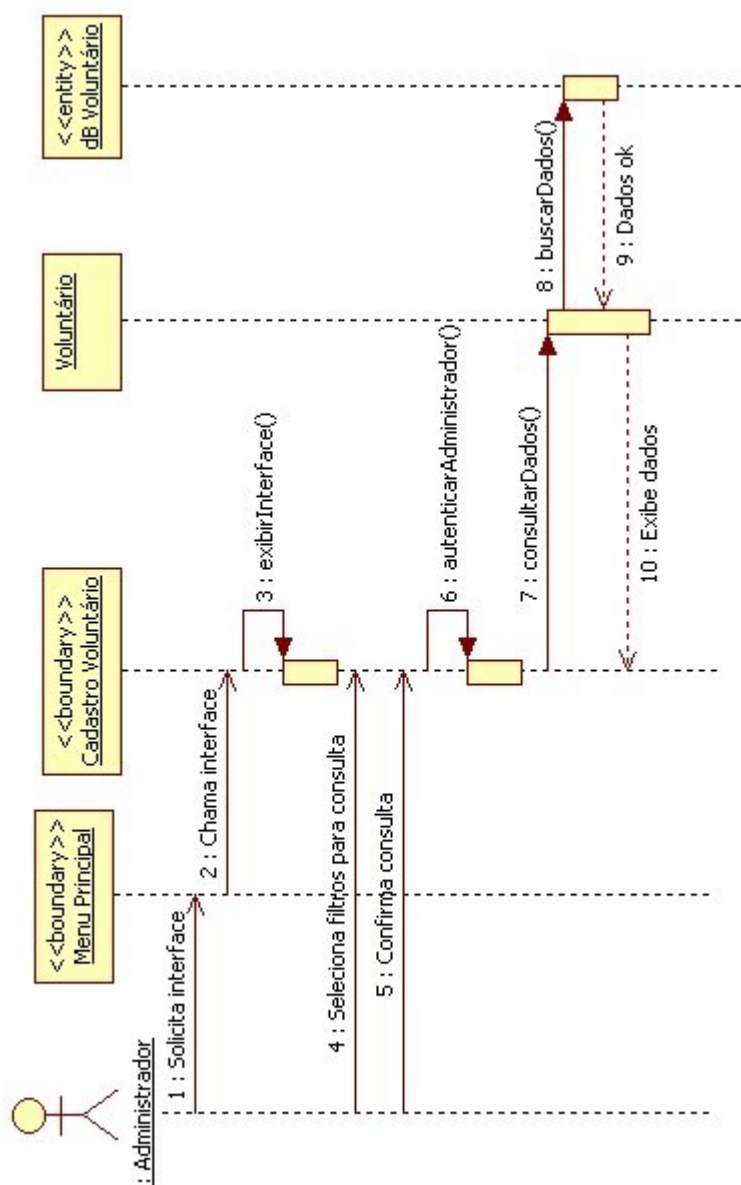 : Administrador
<<boundary>>
Menu Principal
<<boundary>>
Cadastro Voluntário
Voluntário
<<entity>>
dB Voluntário
1 : Solicita interface
2 : Chama interface
3 : exibirInterface()
4 : Seleciona filtros para consulta
5 : Confirma consulta
6 : autenticarAdministrador()
7 : consultarDados()
8 : buscarDados()
9 : Dados ok
10 : Exibe dados